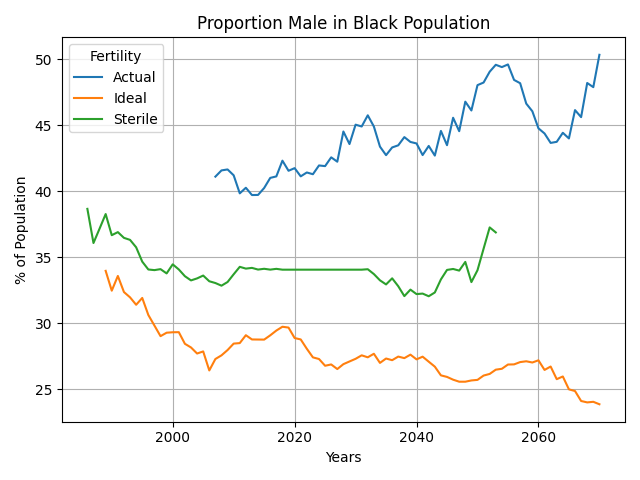 Proportion Male in Black Population
Fertility
Actual
Ideal
Sterile
% of Population
50
45
40
35
30
25
2000 2020 2040 2060
Years